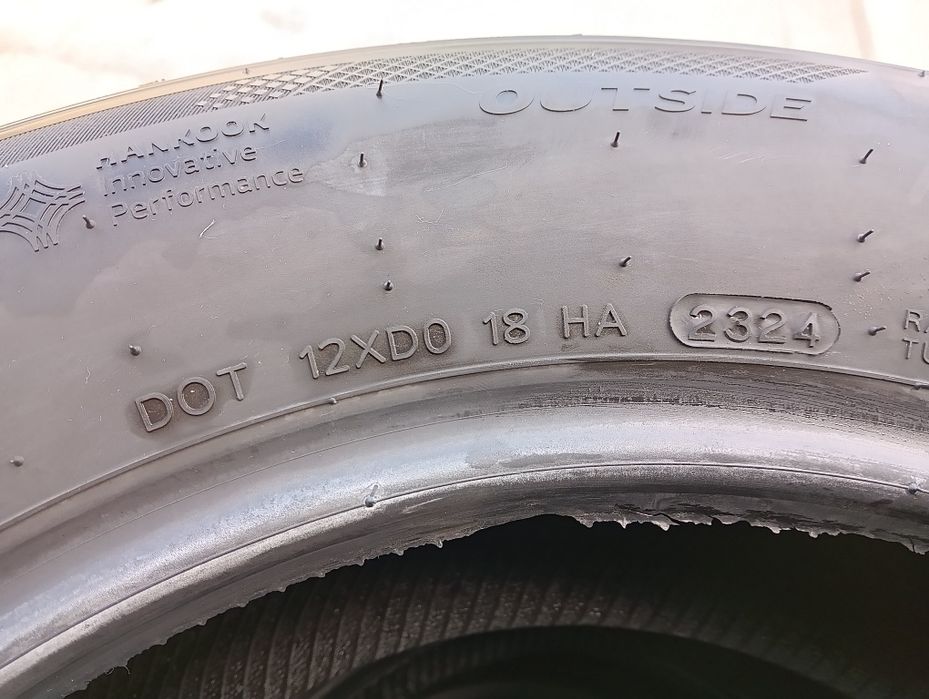 OUTSIDE
HANKOOK
Innovative
Performance
DOT 12XD0 18 HA 2324